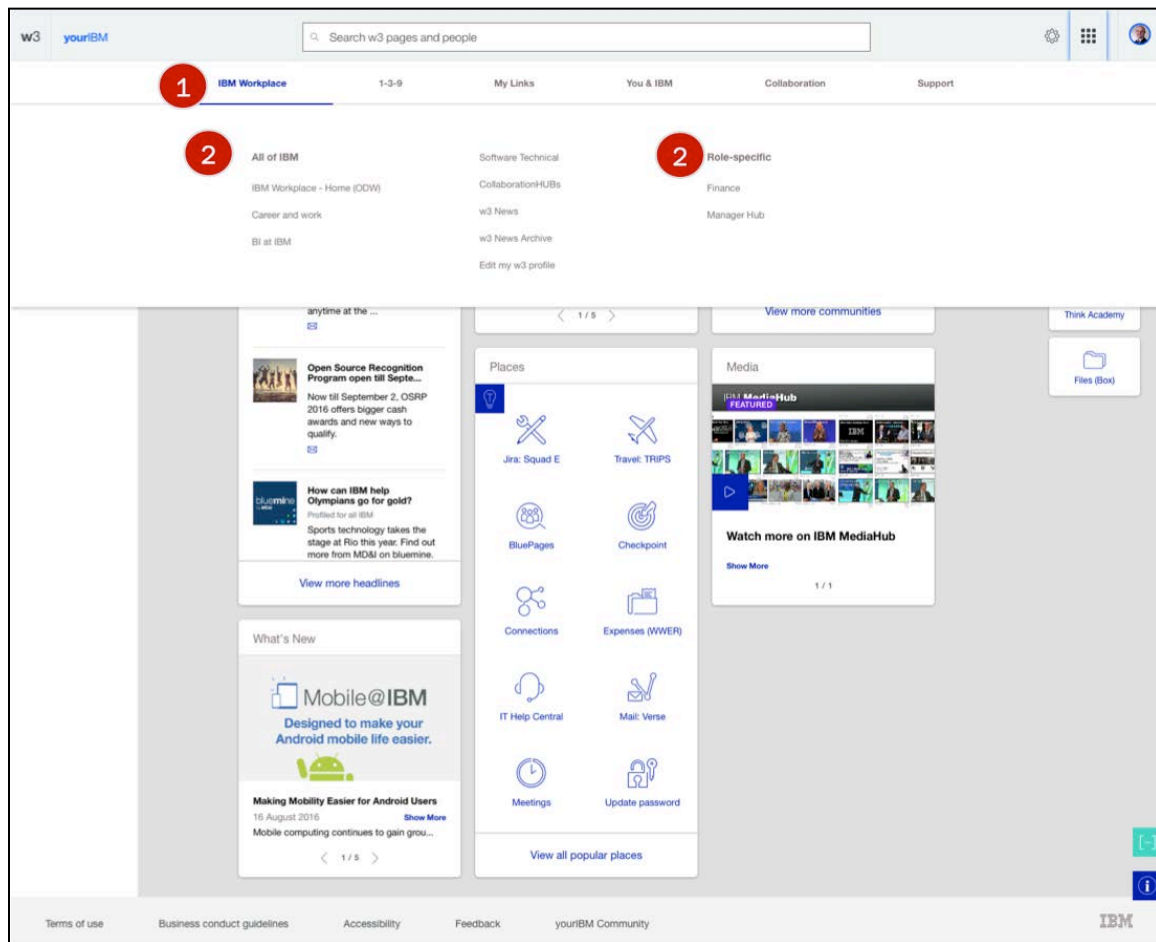 w3 yourIBM Search w3 pages and people
1 IBM Workplace 1-3-9 My Links You & IBM Collaboration Support
2 All of IBM
IBM Workplace - Home (ODW)
Career and work
BI at IBM
Software Technical
CollaborationHUBs
w3 News
w3 News Archive
Edit my w3 profile
2 Role-specific
Finance
Manager Hub
anytime at the ...
Open Source Recognition
Program open till Septe...
Now till September 2, OSRP
2016 offers bigger cash
awards and new ways to
qualify.
bluemine
How can IBM help
Olympians go for gold?
Profiled for all IBM
Sports technology takes the
stage at Rio this year. Find out
more from MD&I on bluemine.
View more headlines
What's New
Mobile@IBM
Designed to make your
Android mobile life easier.
Making Mobility Easier for Android Users
16 August 2016 Show More
Mobile computing continues to gain grou...
1 / 5
1 / 5
Places
Jira: Squad E Travel: TRIPS
BluePages Checkpoint
Connections Expenses (WWER)
IT Help Central Mail: Verse
Meetings Update password
View all popular places
View more communities
Media
IBM MediaHub
FEATURED
IBM
Watch more on IBM MediaHub
Show More
1 / 1
Think Academy
Files (Box)
[-]
i
Terms of use Business conduct guidelines Accessibility Feedback yourIBM Community IBM